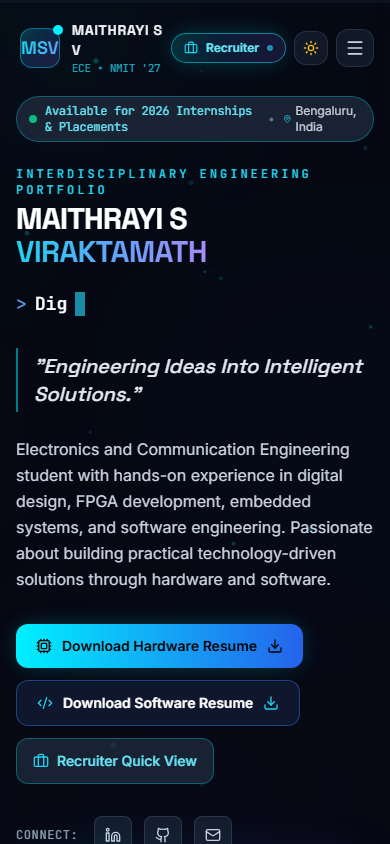 MSV
MAITHRAYI S
V
ECE • NMIT '27
Recruiter
Available for 2026 Internships
& Placements
•
Bengaluru,
India
INTERDISCIPLINARY ENGINEERING
PORTFOLIO
MAITHRAYI S
VIRAKTAMATH
> Dig
"Engineering Ideas Into Intelligent
Solutions."
Electronics and Communication Engineering
student with hands-on experience in digital
design, FPGA development, embedded
systems, and software engineering. Passionate
about building practical technology-driven
solutions through hardware and software.
Download Hardware Resume
Download Software Resume
Recruiter Quick View
CONNECT: